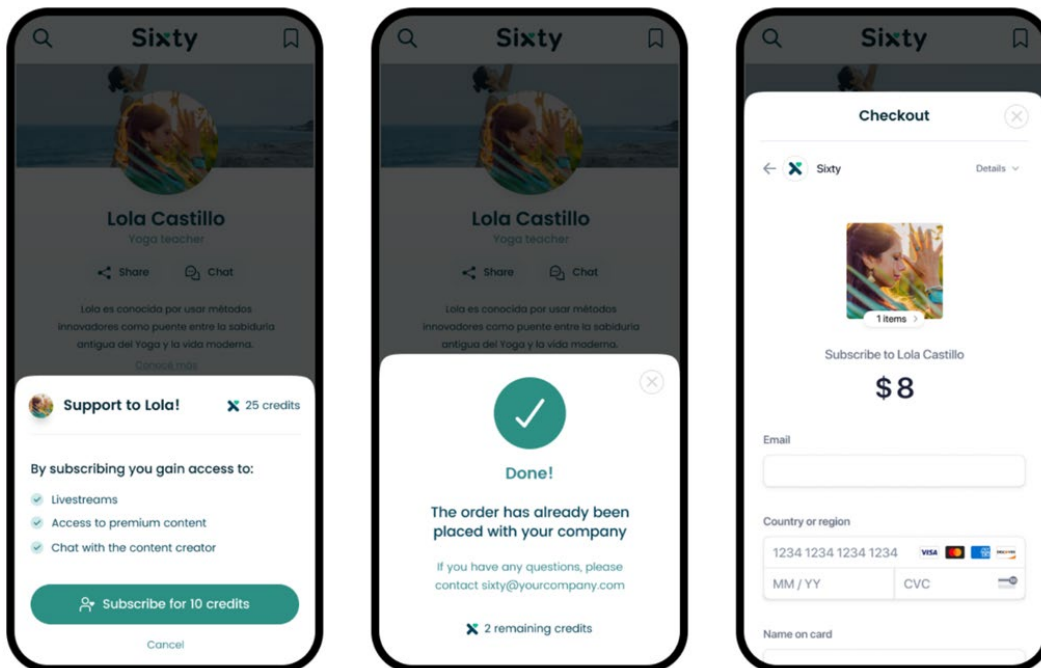 Sixty
Lola Castillo
Yoga teacher
Share
Chat
Lola es conocida por usar métodos
innovadores como puente entre la sabiduría
antigua del Yoga y la vida moderna.
Conoce más
Support to Lola!
25 credits
By subscribing you gain access to:
Livestreams
Access to premium content
Chat with the content creator
Subscribe for 10 credits
Cancel
Sixty
Lola Castillo
Yoga teacher
Share
Chat
Lola es conocida por usar métodos
innovadores como puente entre la sabiduría
antigua del Yoga y la vida moderna.
Done!
The order has already been
placed with your company
If you have any questions, please
contact sixty@yourcompany.com
2 remaining credits
Sixty
Checkout
Sixty
Details
1 items
Subscribe to Lola Castillo
$8
Email
Country or region
1234 1234 1234 1234
VISA
MM / YY
CVC
Name on card